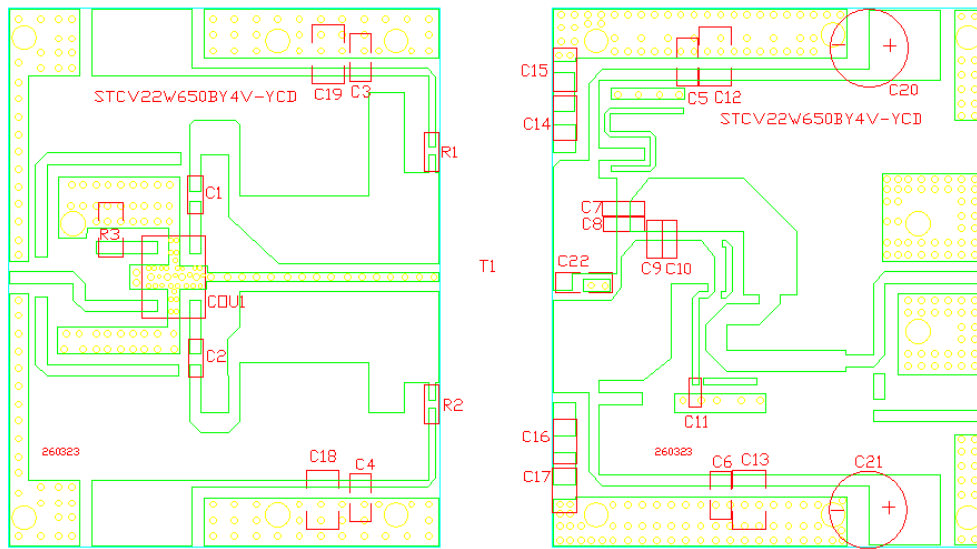 C19
C3
C5
C12
C20
C15
C14
STCV22W650BY4V-YCD
STCV22W650BY4V-YCD
R1
C1
C7
C8
R3
C9
C10
T1
C22
COU1
C2
R2
C11
C16
C17
260323
260323
C18
C4
C6
C13
C21